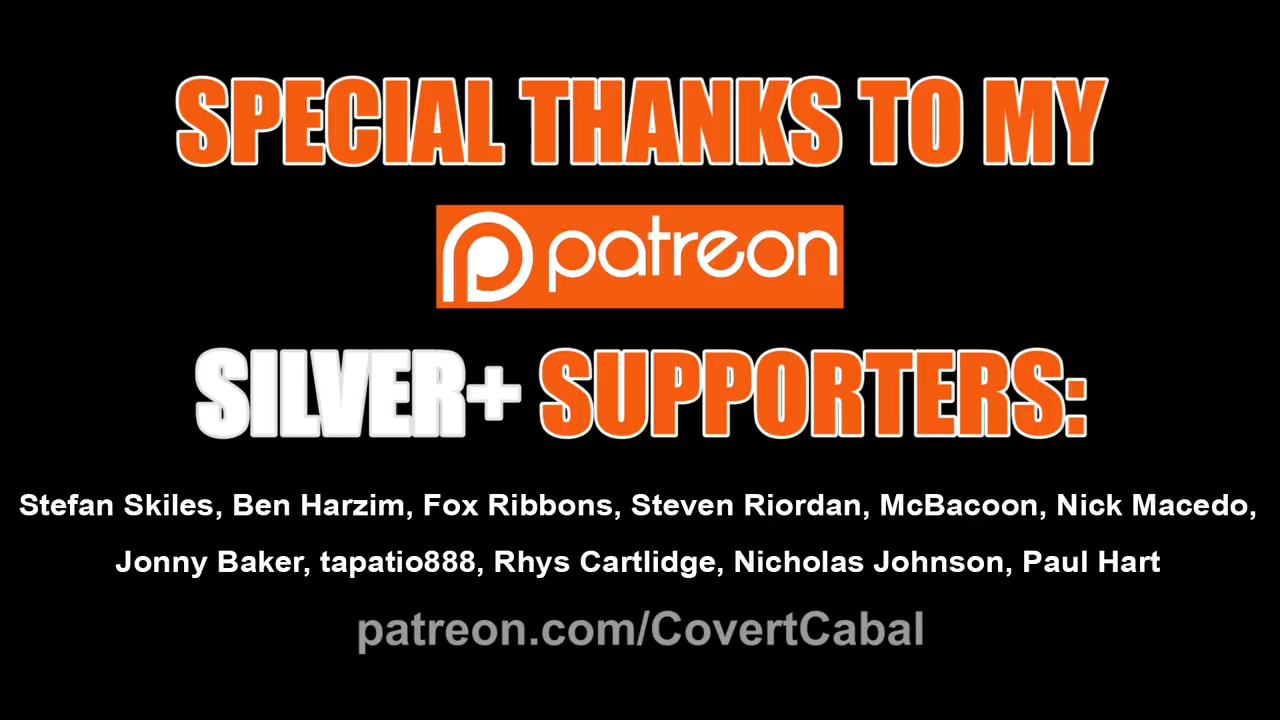 SPECIAL THANKS TO MY
patreon
SILVER+ SUPPORTERS:
Stefan Skiles, Ben Harzim, Fox Ribbons, Steven Riordan, McBacoon, Nick Macedo,
Jonny Baker, tapatio888, Rhys Cartlidge, Nicholas Johnson, Paul Hart
patreon.com/CovertCabal